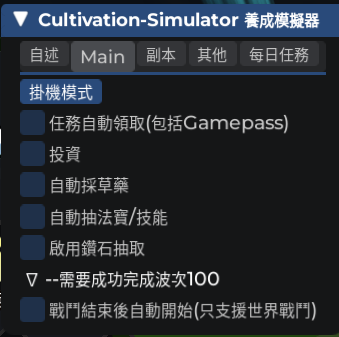 ▼ Cultivation-Simulator 養成模擬器
自述 Main 副本 其他 每日任務
掛機模式
任務自動領取(包括Gamepass)
投資
自動採草藥
自動抽法寶/技能
啟用鑽石抽取
∇ --需要成功完成波次100
戰鬥結束後自動開始(只支援世界戰鬥)